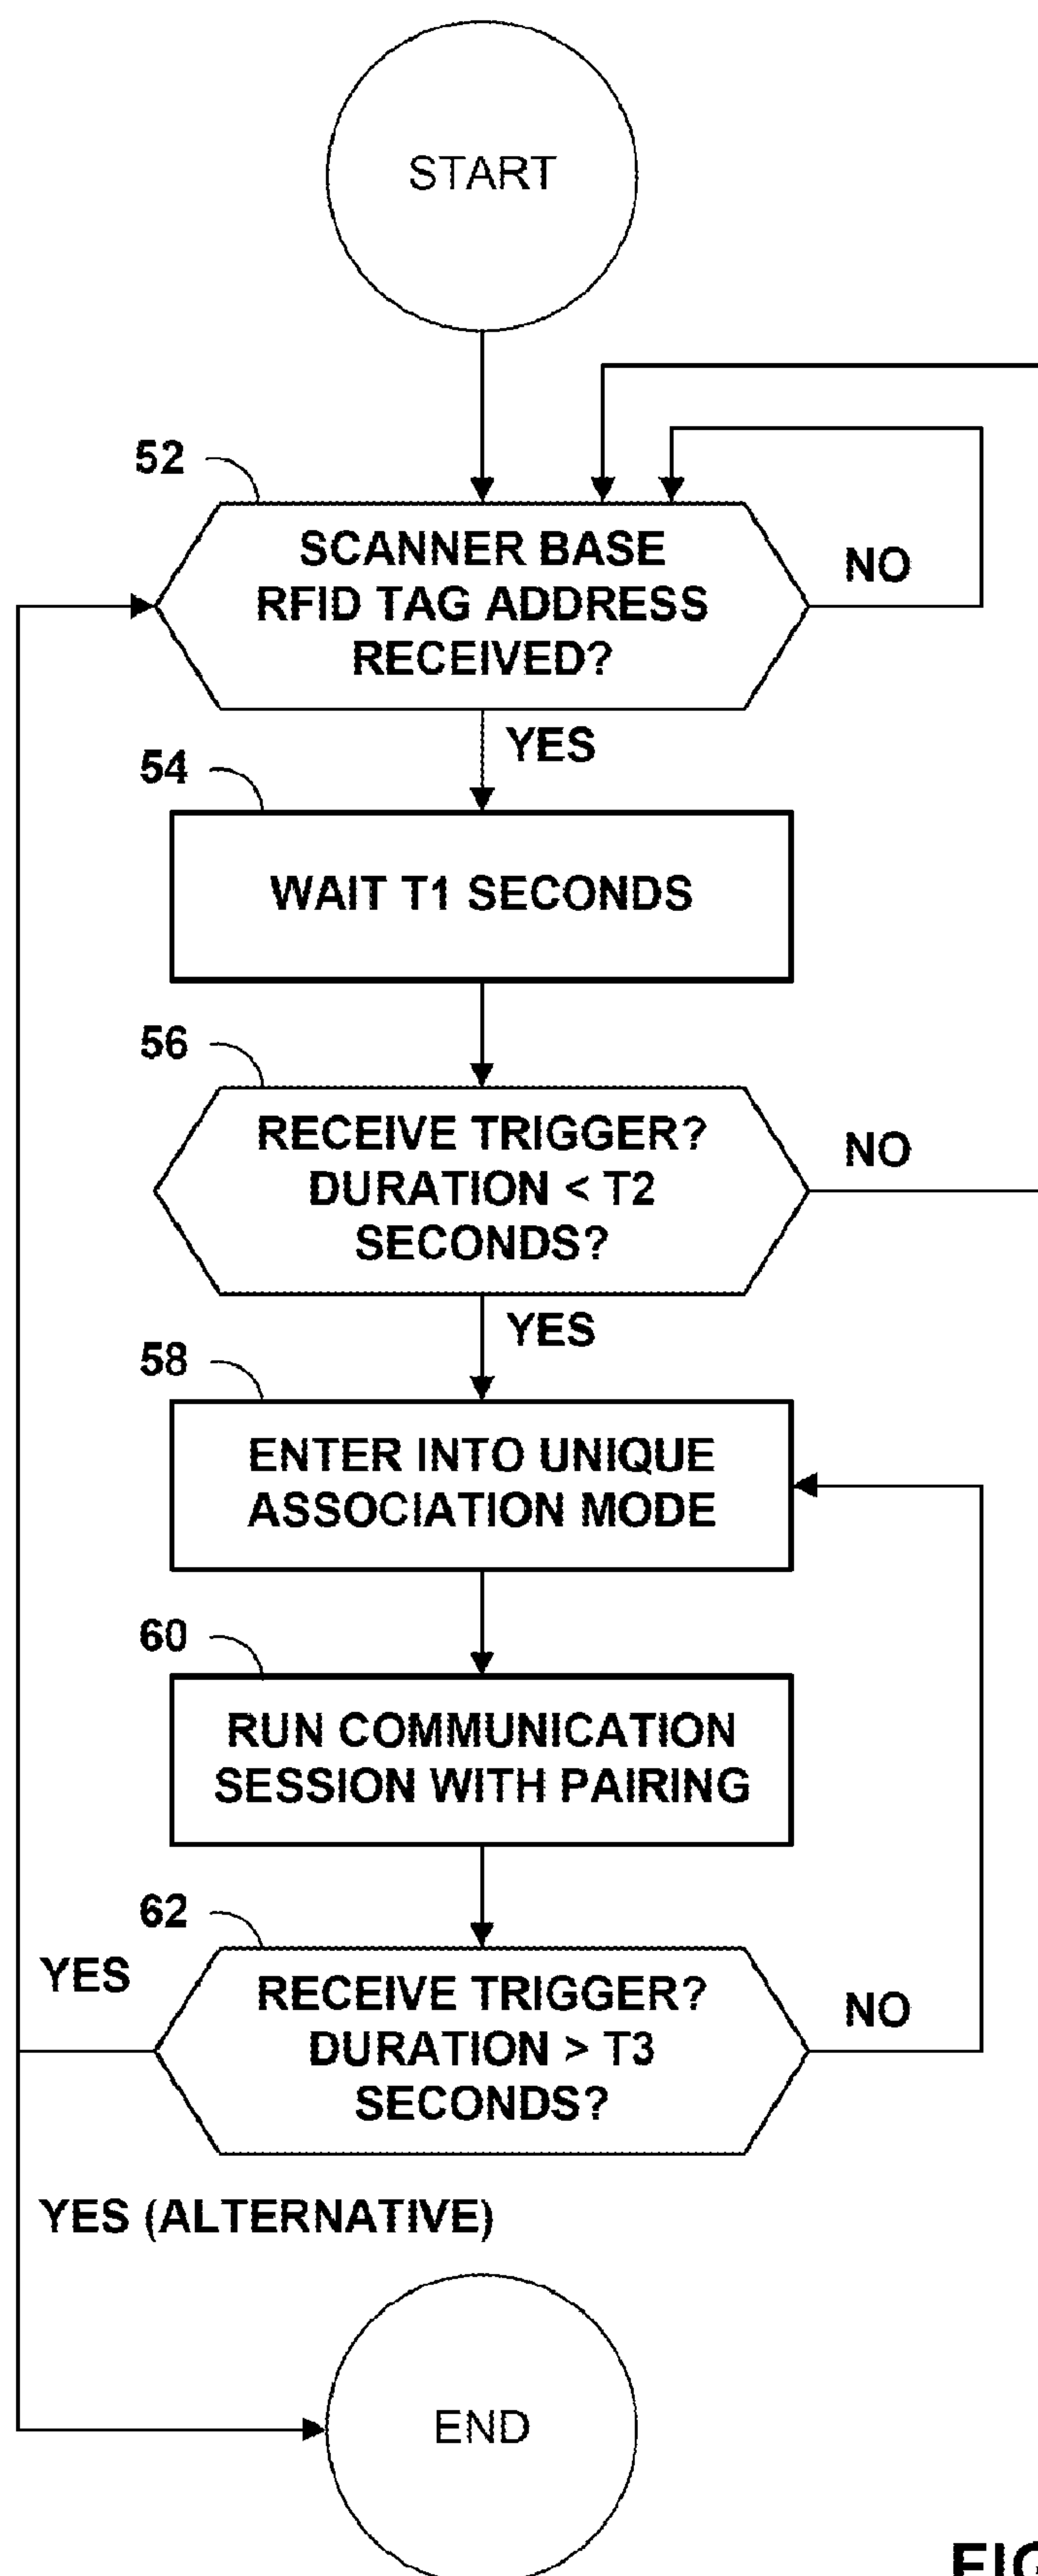 START
52
SCANNER BASE
RFID TAG ADDRESS
RECEIVED?
NO
YES
54
WAIT T1 SECONDS
56
RECEIVE TRIGGER?
DURATION < T2
SECONDS?
NO
YES
58
ENTER INTO UNIQUE
ASSOCIATION MODE
60
RUN COMMUNICATION
SESSION WITH PAIRING
62
YES
RECEIVE TRIGGER?
DURATION > T3
SECONDS?
NO
YES (ALTERNATIVE)
END